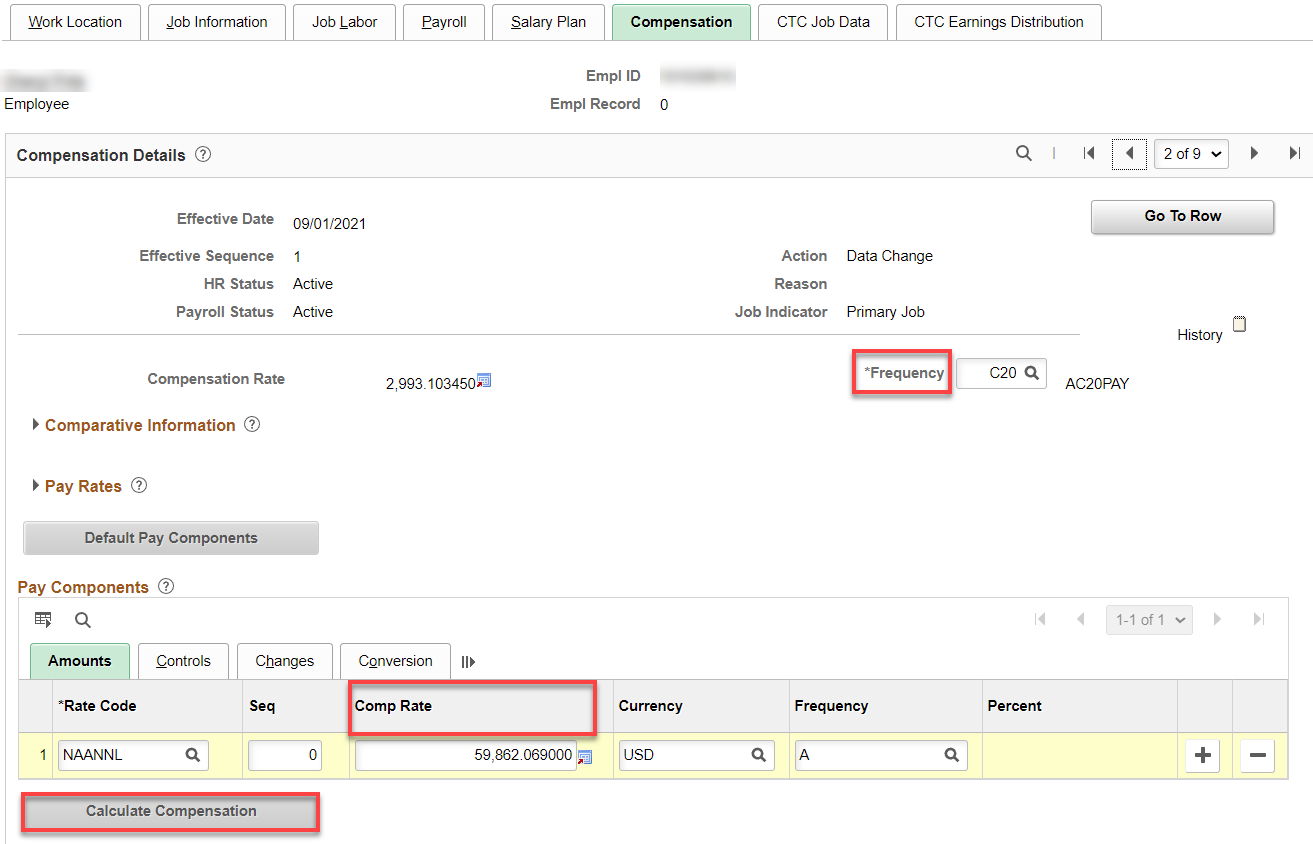 Work Location Job Information Job Labor Payroll Salary Plan Compensation CTC Job Data CTC Earnings Distribution
Empl ID
Employee Empl Record 0
Compensation Details ? 2 of 9
Go To Row
Effective Date 09/01/2021
Effective Sequence 1 Action Data Change
HR Status Active Reason
Payroll Status Active Job Indicator Primary Job
History
Compensation Rate 2,993.103450 *Frequency C20 AC20PAY
Comparative Information ?
Pay Rates ?
Default Pay Components
Pay Components ?
1-1 of 1
Amounts Controls Changes Conversion
*Rate Code Seq Comp Rate Currency Frequency Percent
1 NAANNL 0 59,862.069000 USD A + −
Calculate Compensation